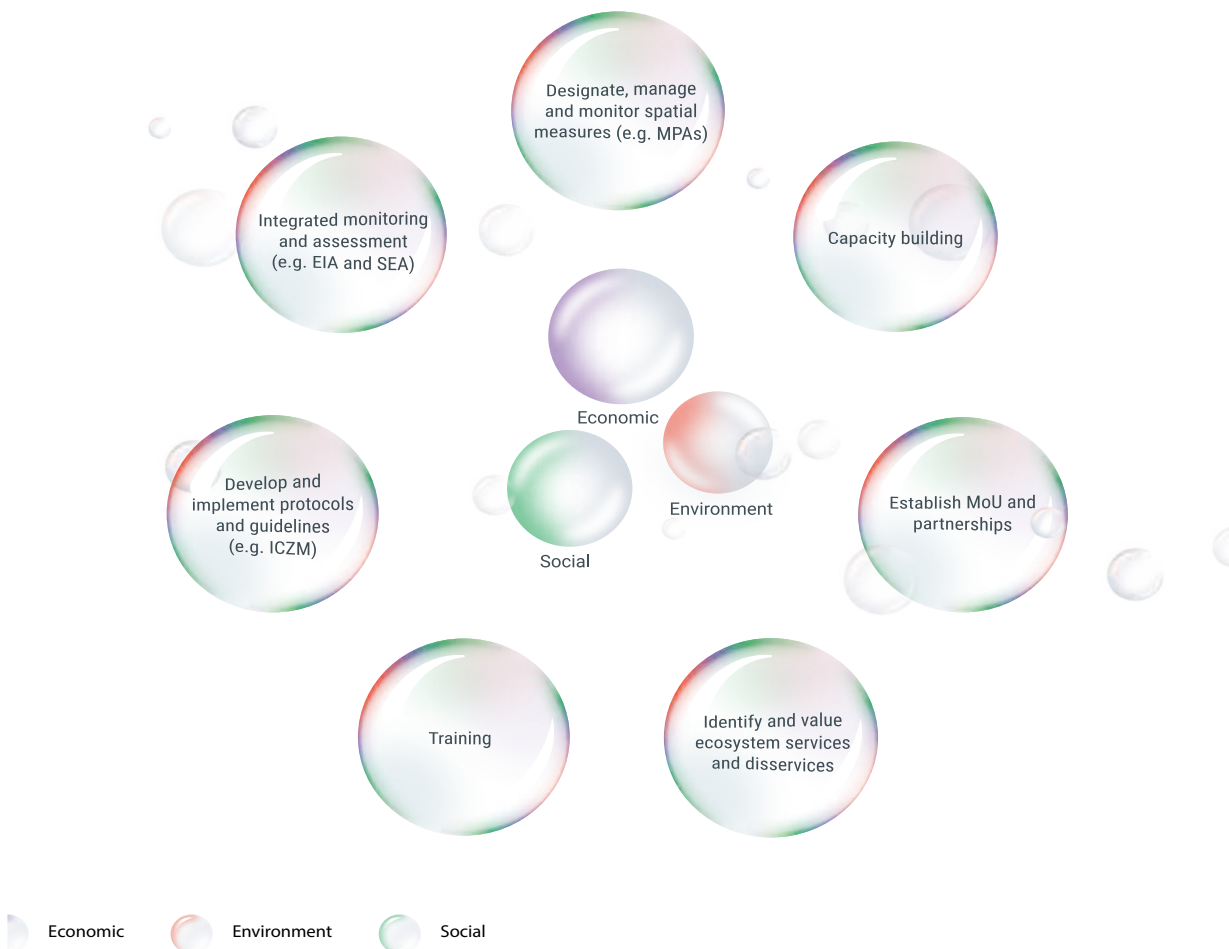 Designate, manage
and monitor spatial
measures (e.g. MPAs)
Integrated monitoring
and assessment
(e.g. EIA and SEA)
Capacity building
Economic
Environment
Social
Develop and
implement protocols
and guidelines
(e.g. ICZM)
Establish MoU and
partnerships
Training
Identify and value
ecosystem services
and disservices
Economic
Environment
Social